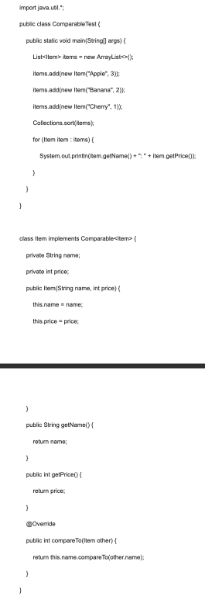 import java.util.*;
public class ComparableTest {
public static void main(String[] args) {
List<Item> items = new ArrayList<>();
items.add(new Item("Apple", 3));
items.add(new Item("Banana", 2));
items.add(new Item("Cherry", 1));
Collections.sort(items);
for (Item item : items) {
System.out.println(item.getName() + ": " + item.getPrice());
}
}
}
class Item implements Comparable<Item> {
private String name;
private int price;
public Item(String name, int price) {
this.name = name;
this.price = price;
}
public String getName() {
return name;
}
public int getPrice() {
return price;
}
@Override
public int compareTo(Item other) {
return this.name.compareTo(other.name);
}
}